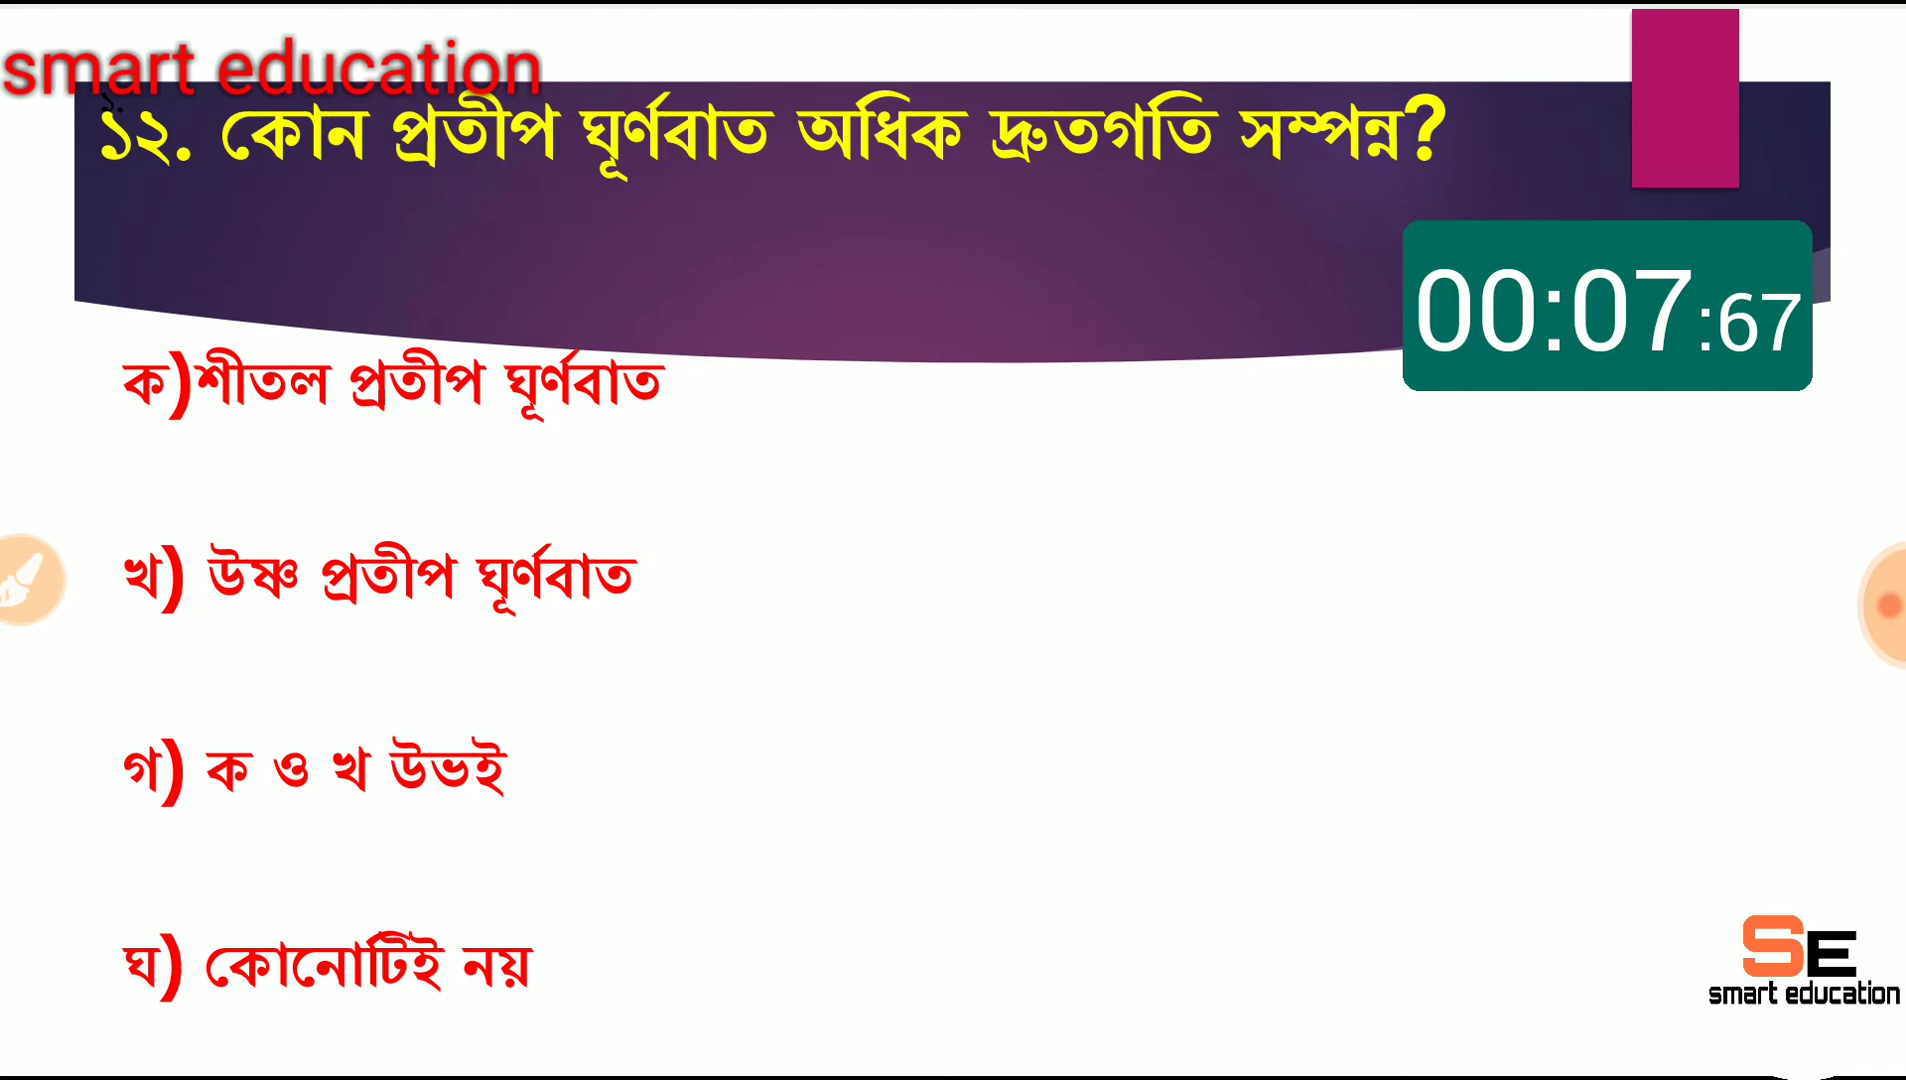 smart education
১.
১২. কোন প্রতীপ ঘূর্ণবাত অধিক দ্রুতগতি সম্পন্ন?
00:07:67
ক)শীতল প্রতীপ ঘূর্ণবাত
খ) উষ্ণ প্রতীপ ঘূর্ণবাত
গ) ক ও খ উভই
ঘ) কোনোটিই নয়
SE
smart education